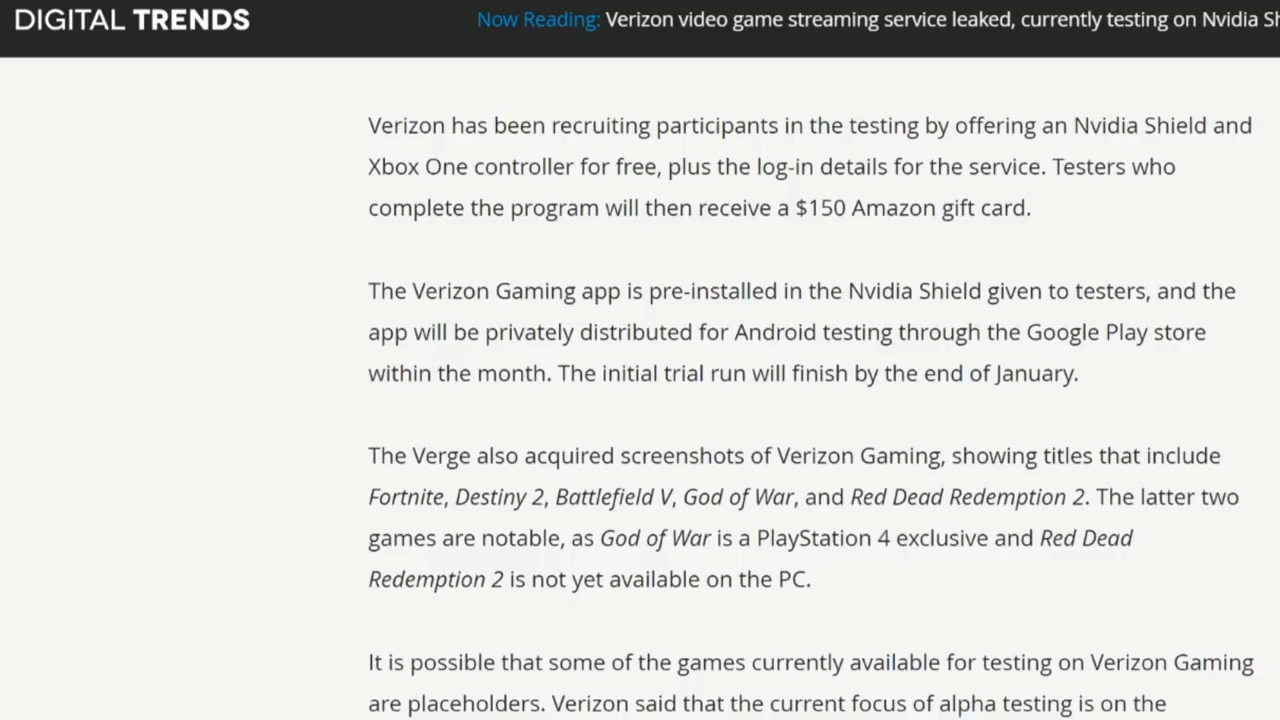 DIGITAL TRENDS
Now Reading: Verizon video game streaming service leaked, currently testing on Nvidia
Verizon has been recruiting participants in the testing by offering an Nvidia Shield and
Xbox One controller for free, plus the log-in details for the service. Testers who
complete the program will then receive a $150 Amazon gift card.
The Verizon Gaming app is pre-installed in the Nvidia Shield given to testers, and the
app will be privately distributed for Android testing through the Google Play store
within the month. The initial trial run will finish by the end of January.
The Verge also acquired screenshots of Verizon Gaming, showing titles that include
Fortnite, Destiny 2, Battlefield V, God of War, and Red Dead Redemption 2. The latter two
games are notable, as God of War is a PlayStation 4 exclusive and Red Dead
Redemption 2 is not yet available on the PC.
It is possible that some of the games currently available for testing on Verizon Gaming
are placeholders. Verizon said that the current focus of alpha testing is on the